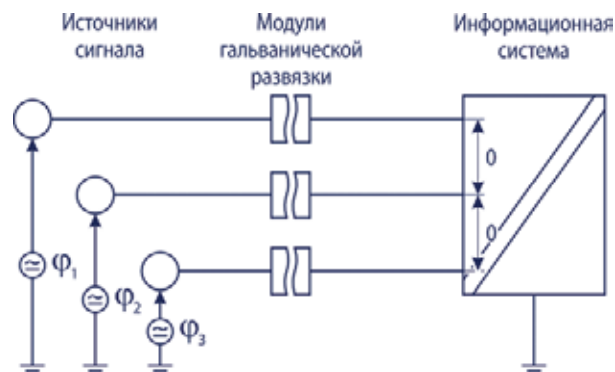 Источники
сигнала
Модули
гальванической
развязки
Информационная
система
0
0
φ1
φ2
φ3